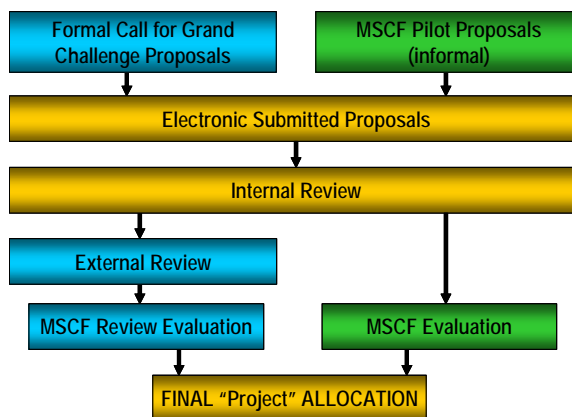 Formal Call for Grand
Challenge Proposals
MSCF Pilot Proposals
(informal)
Electronic Submitted Proposals
Internal Review
External Review
MSCF Review Evaluation
MSCF Evaluation
FINAL “Project” ALLOCATION